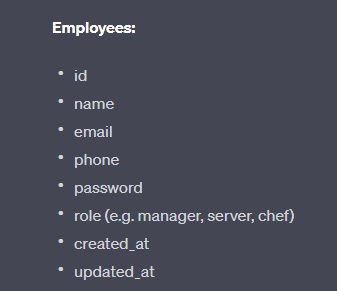 Employees:
• id
• name
• email
• phone
• password
• role (e.g. manager, server, chef)
• created_at
• updated_at